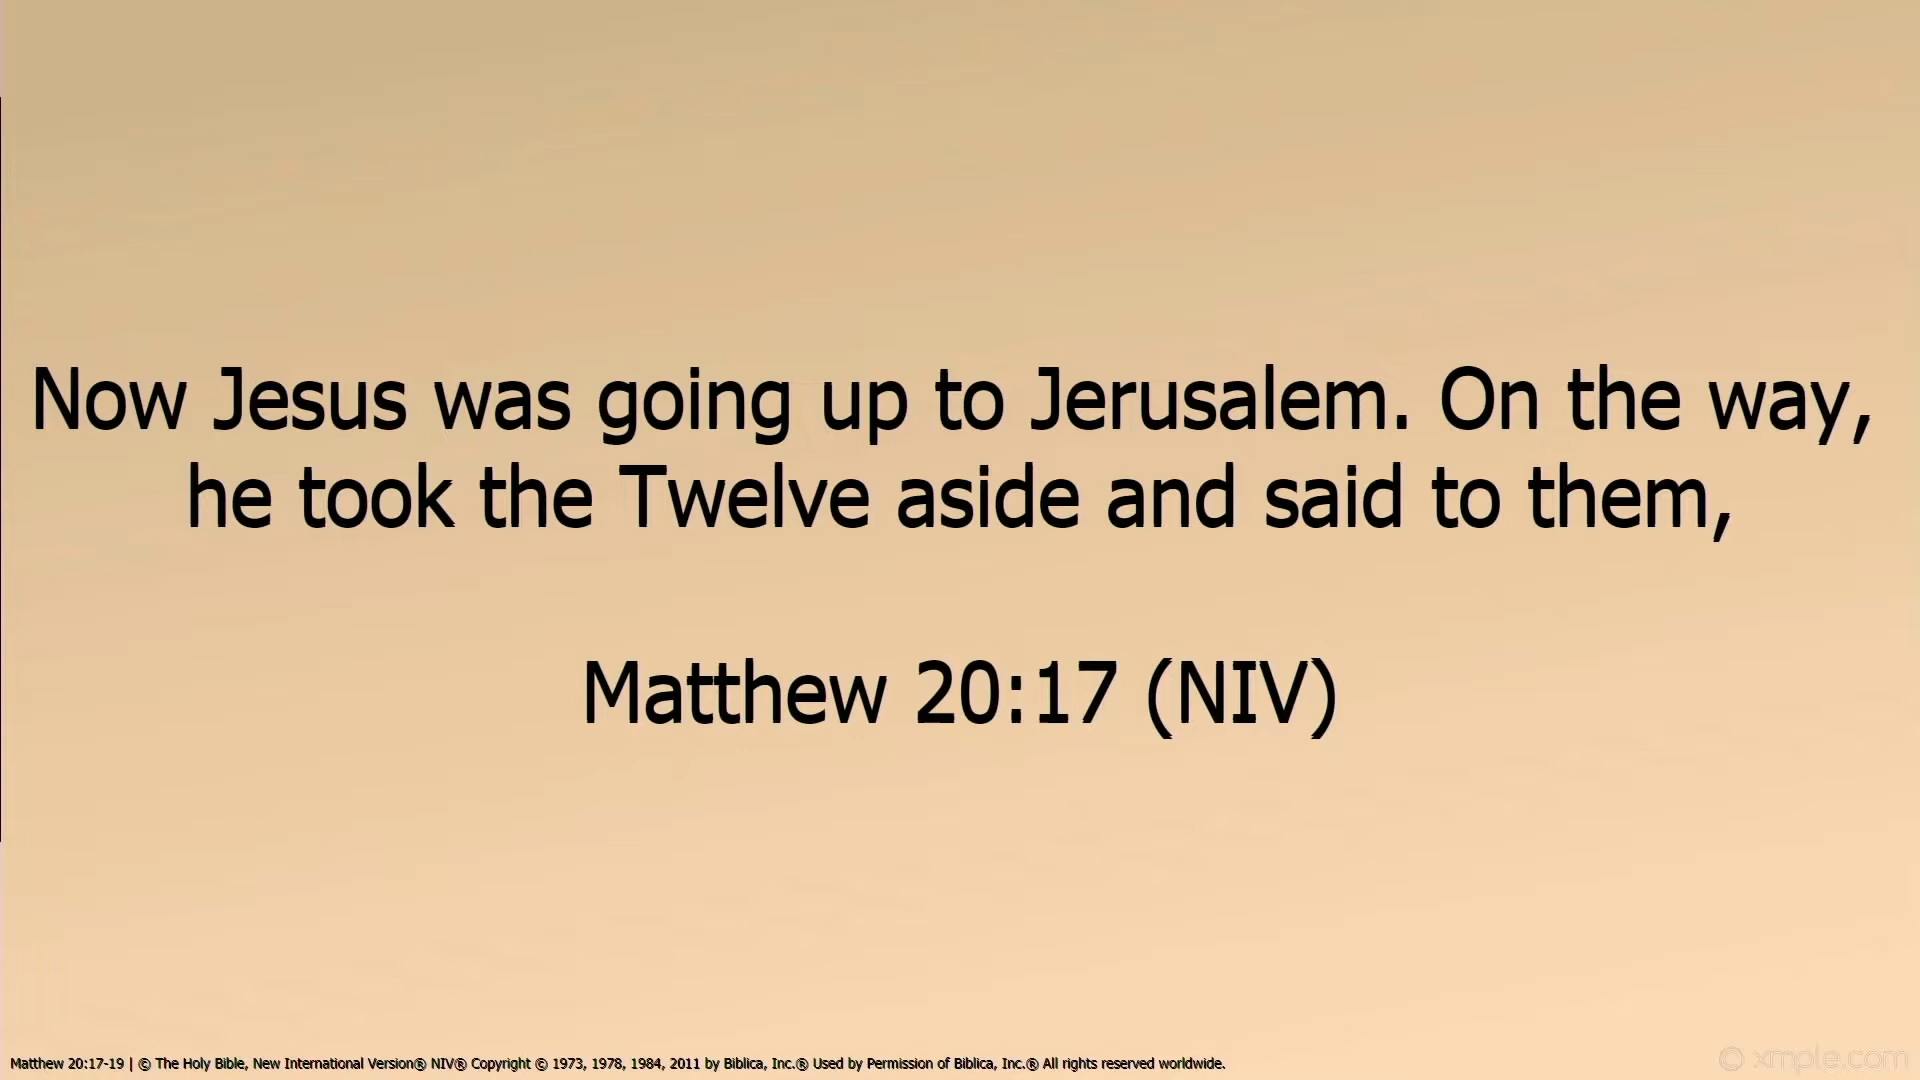 Now Jesus was going up to Jerusalem. On the way,
he took the Twelve aside and said to them,
Matthew 20:17 (NIV)
Matthew 20:17-19 | © The Holy Bible, New International Version® NIV® Copyright © 1973, 1978, 1984, 2011 by Biblica, Inc.® Used by Permission of Biblica, Inc.® All rights reserved worldwide.
© xmple.com